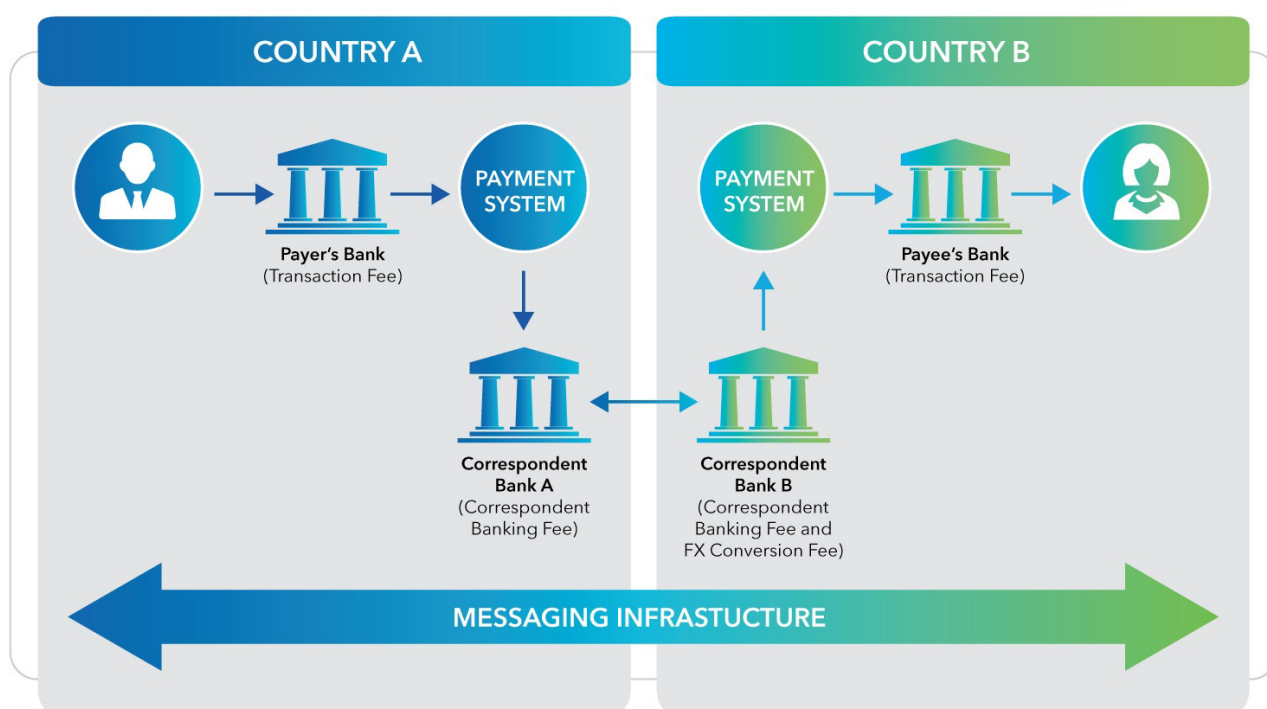 COUNTRY A
COUNTRY B
PAYMENT
SYSTEM
Payer's Bank
(Transaction Fee)
PAYMENT
SYSTEM
Payee's Bank
(Transaction Fee)
Correspondent
Bank A
(Correspondent
Banking Fee)
Correspondent
Bank B
(Correspondent
Banking Fee and
FX Conversion Fee)
MESSAGING INFRASTUCTURE